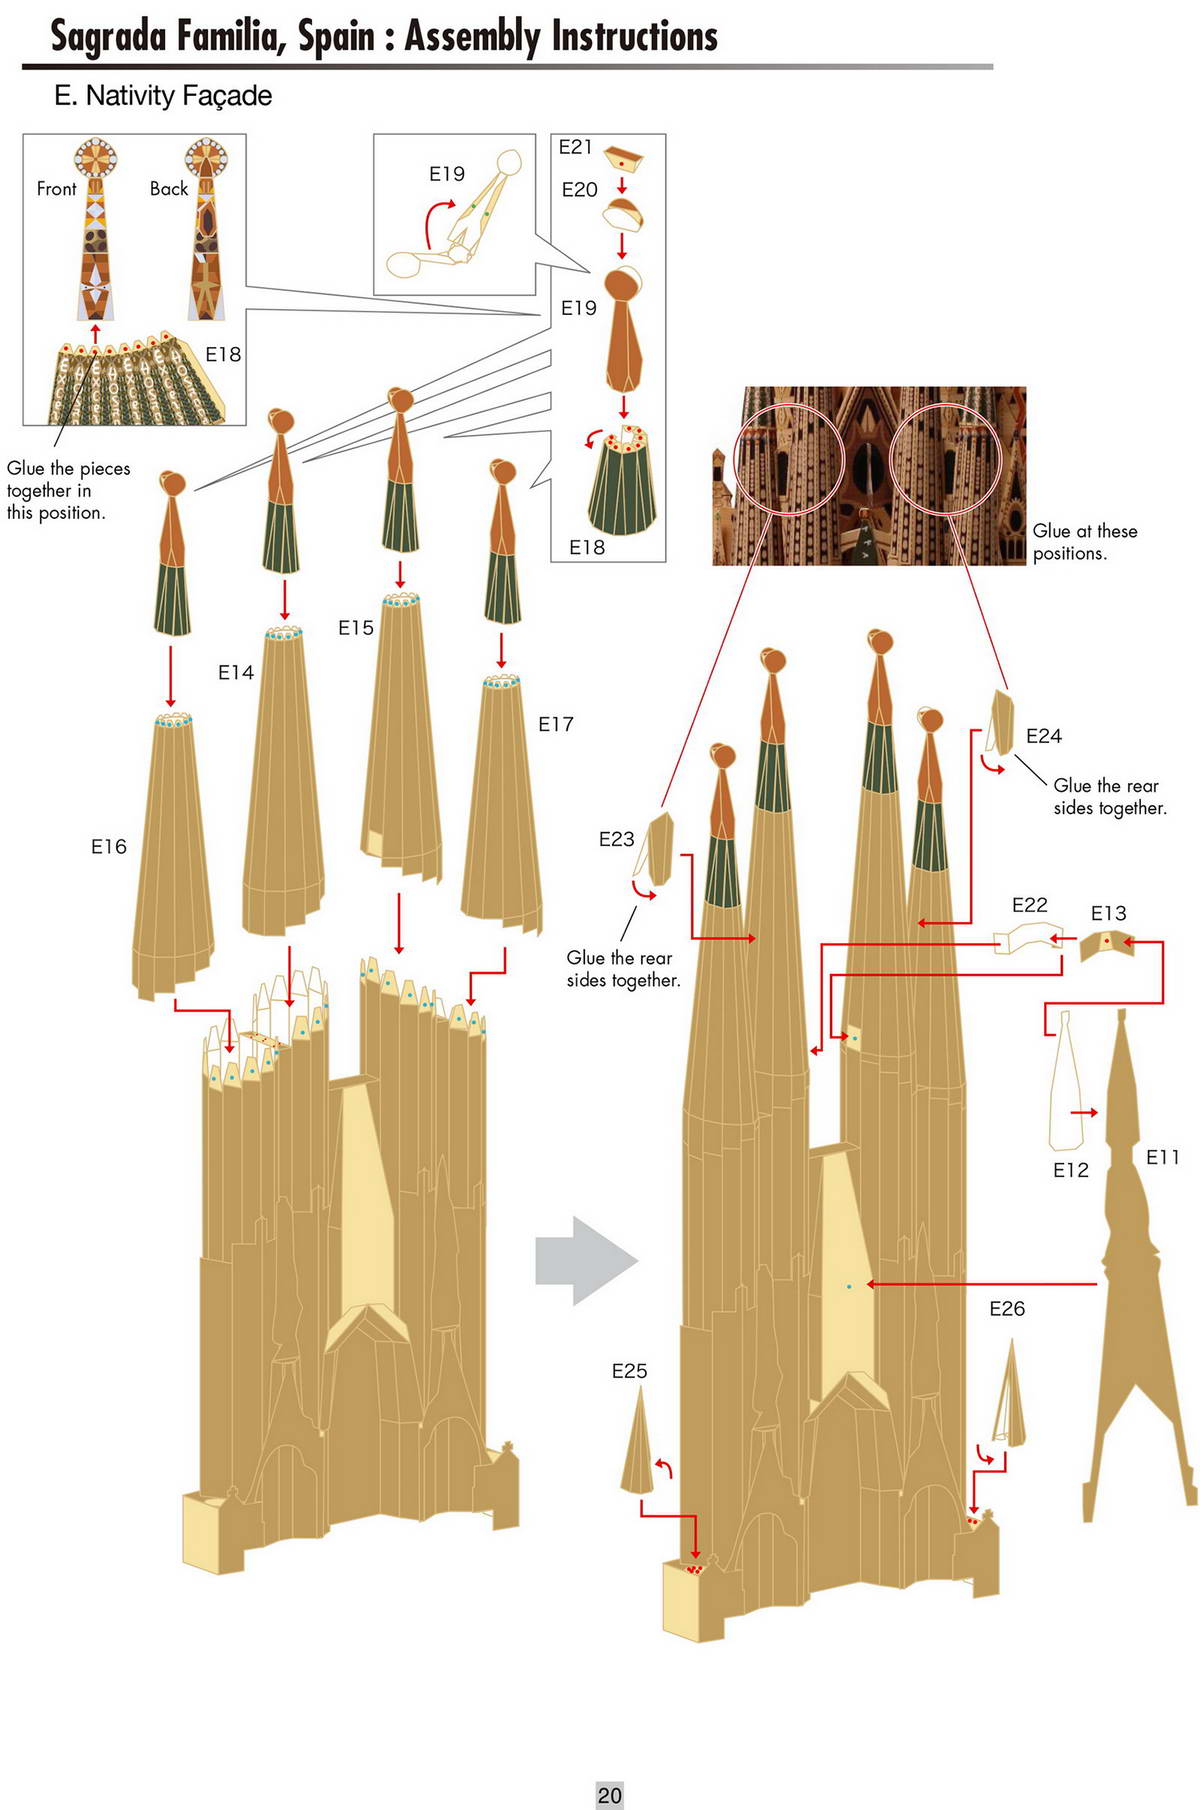 Sagrada Familia, Spain : Assembly Instructions
E. Nativity Façade
Front
Back
E18
Glue the pieces
together in
this position.
E19
E21
E20
E19
E18
Glue at these
positions.
E15
E14
E17
E16
E24
Glue the rear
sides together.
E23
Glue the rear
sides together.
E22
E13
E12
E11
E26
E25
20